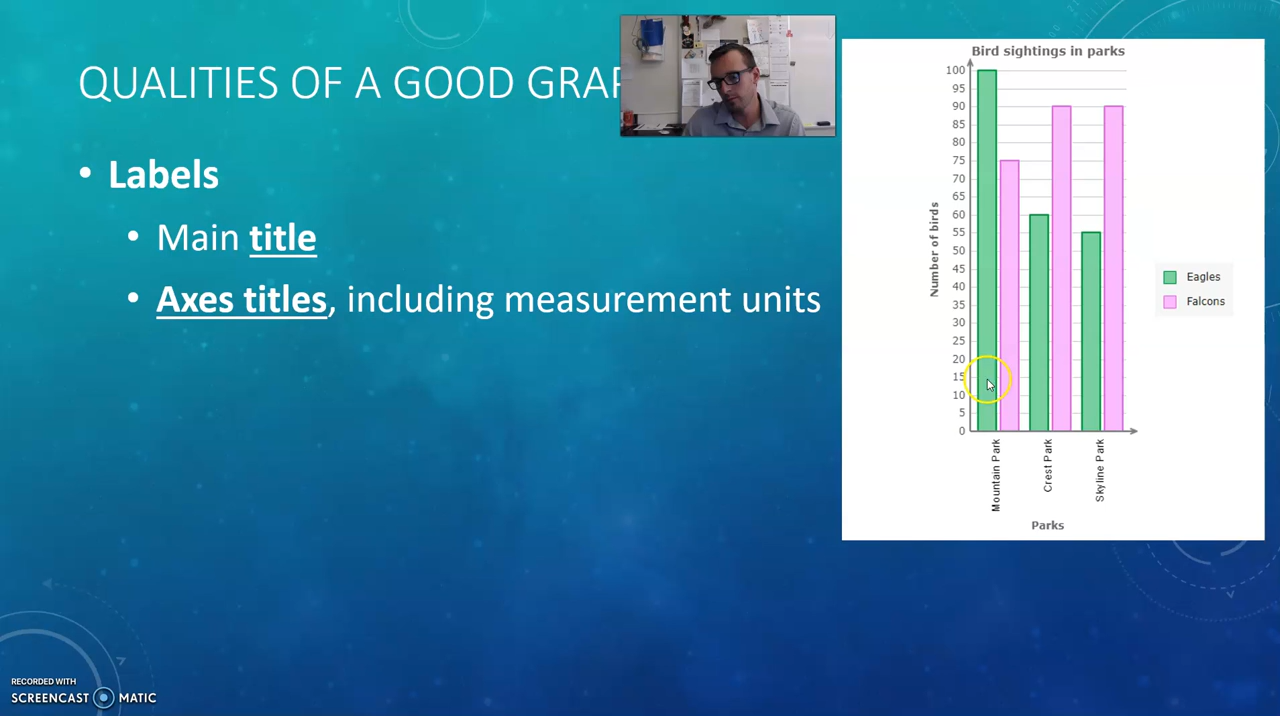 QUALITIES OF A GOOD GRAP
• Labels
• Main title
• Axes titles, including measurement units
Bird sightings in parks
100
95
90
85
80
75
70
65
60
55
50
45
40
35
30
25
20
15
10
5
0
Number of birds
Mountain Park
Crest Park
Skyline Park
Parks
Eagles
Falcons
RECORDED WITH
SCREENCAST MATIC